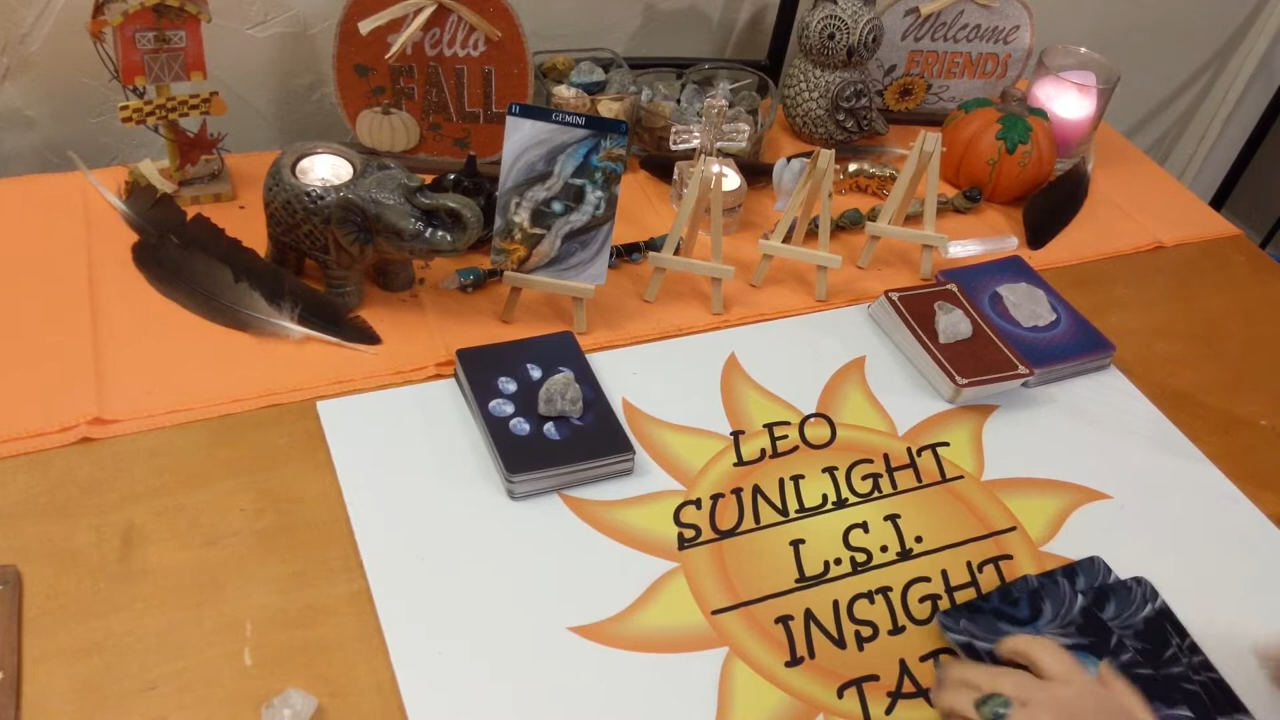 Hello
FALL
Welcome
FRIENDS
II
GEMINI
LEO
SUNLIGHT
L.S.I.
INSIGHT